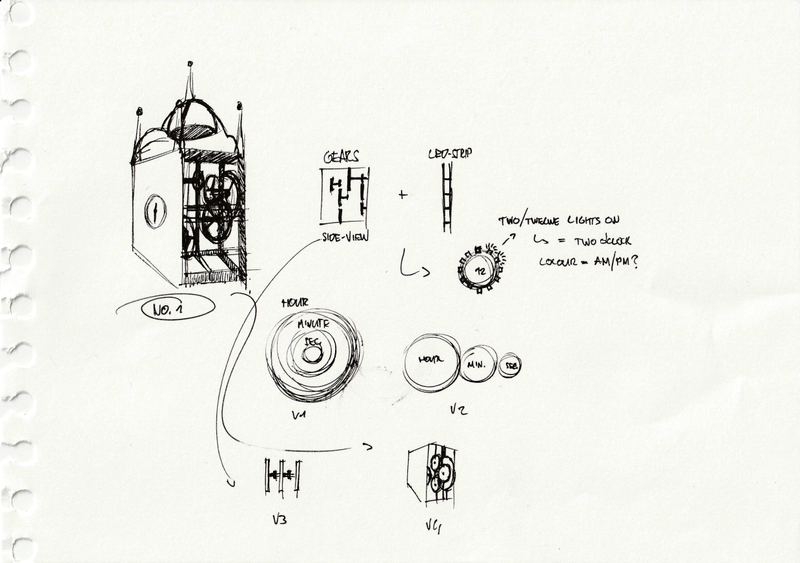 GEARS
LED-STRIP
+
SIDE-VIEW
TWO/TWELVE LIGHTS ON
= TWO O'CLOCK
COLOUR = AM/PM?
12
NO. 1
HOUR
MINUTE
SEC.
V1
HOUR
MIN.
SEC
V2
V3
V4